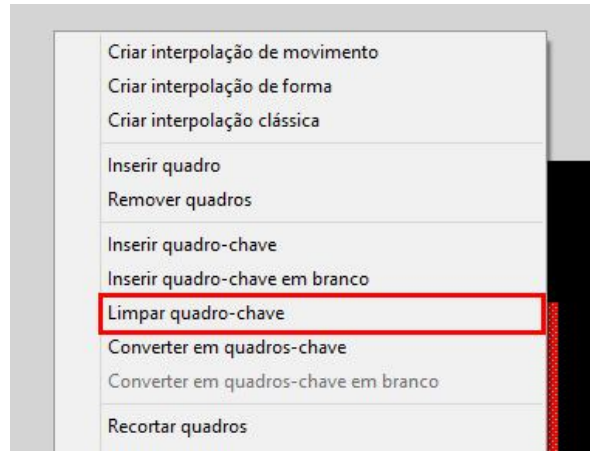 Criar interpolação de movimento
Criar interpolação de forma
Criar interpolação clássica
Inserir quadro
Remover quadros
Inserir quadro-chave
Inserir quadro-chave em branco
Limpar quadro-chave
Converter em quadros-chave
Converter em quadros-chave em branco
Recortar quadros